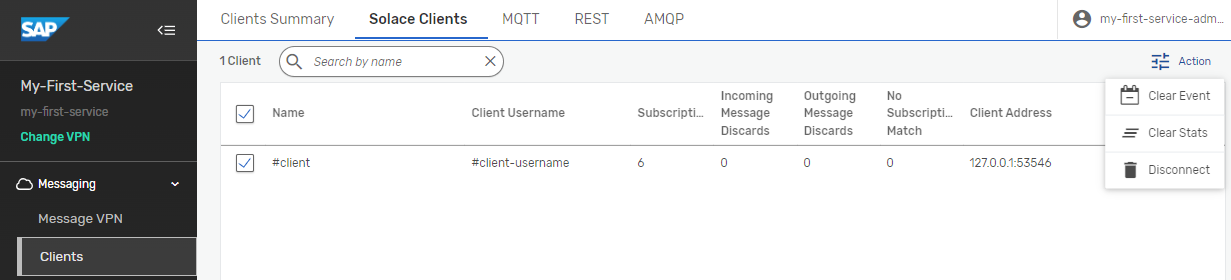 SAP
Clients Summary Solace Clients MQTT REST AMQP my-first-service-adm...
1 Client Search by name Action
My-First-Service
my-first-service
Change VPN
Clear Event
Clear Stats
Disconnect
Name Client Username Subscripti... Incoming Message Discards Outgoing Message Discards No Subscripti... Match Client Address
#client #client-username 6 0 0 0 127.0.0.1:53546
Messaging
Message VPN
Clients